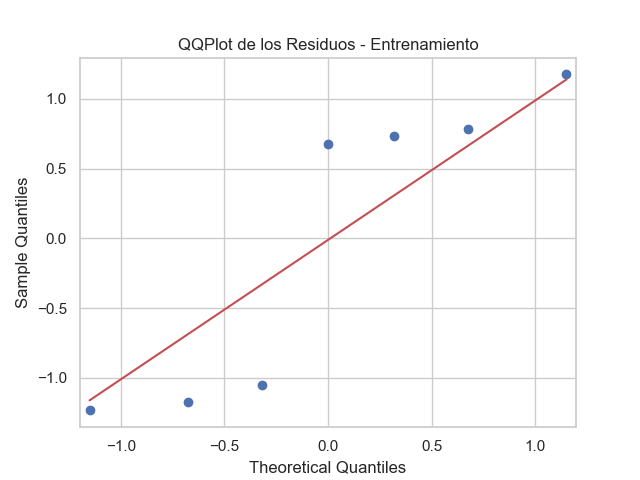 QQPlot de los Residuos - Entrenamiento
1.0
0.5
0.0
−0.5
−1.0
Sample Quantiles
−1.0 −0.5 0.0 0.5 1.0
Theoretical Quantiles